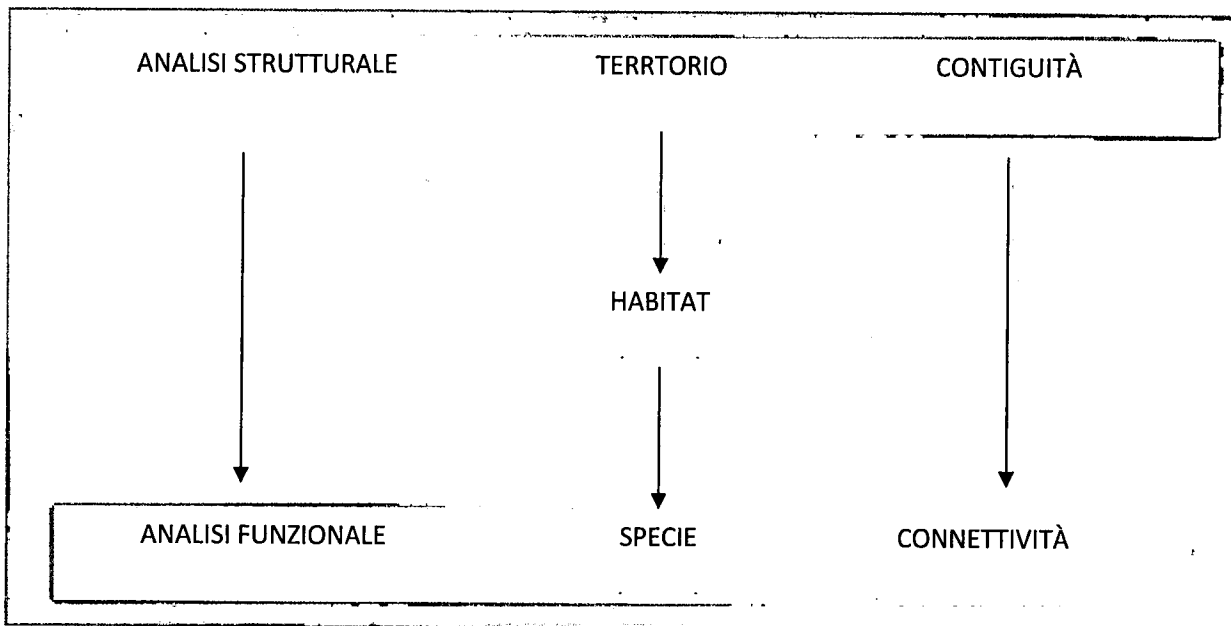 ANALISI STRUTTURALE TERRTORIO CONTIGUITÀ
HABITAT
ANALISI FUNZIONALE SPECIE CONNETTIVITÀ